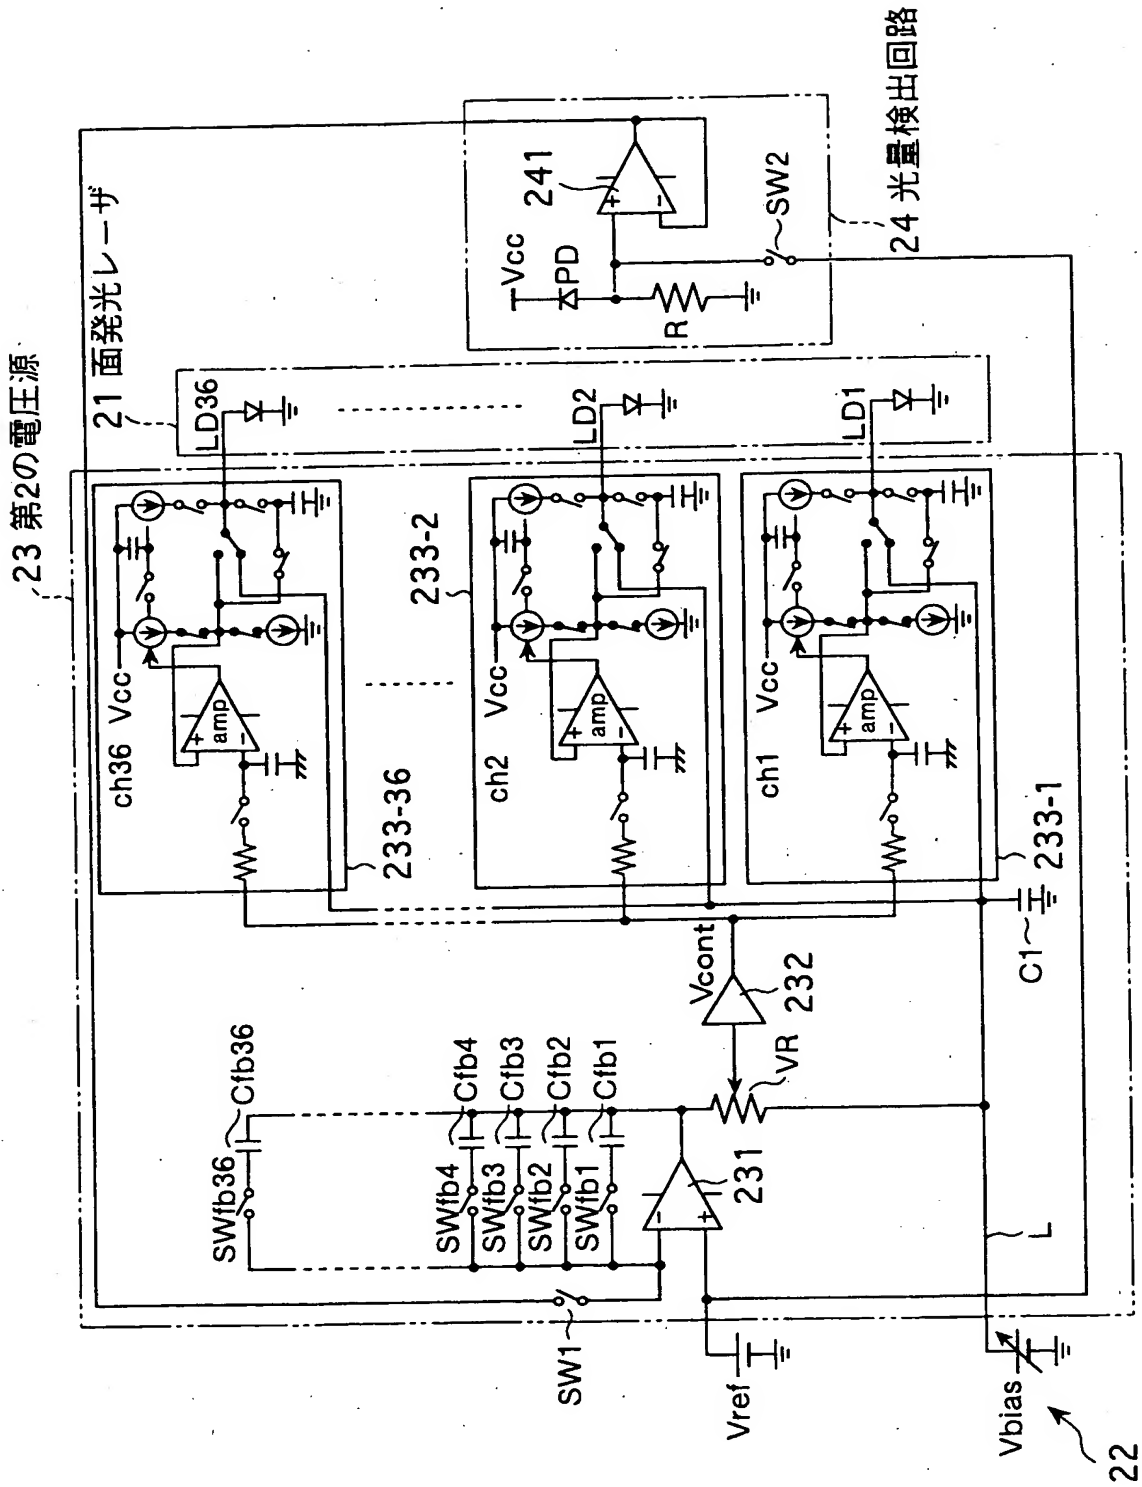 23 第2の電圧源
21 面発光レーザ
24 光量検出回路
SWfb36
Cfb36
SWfb4
Cfb4
SWfb3
Cfb3
SWfb2
Cfb2
SWfb1
Cfb1
SW1
Vref
Vbias
22
231
VR
232
Vcont
L
C1
ch36
Vcc
amp
+
-
233-36
LD36
ch2
Vcc
amp
+
-
233-2
LD2
ch1
Vcc
amp
+
-
233-1
LD1
Vcc
PD
R
241
+
-
SW2
-
+